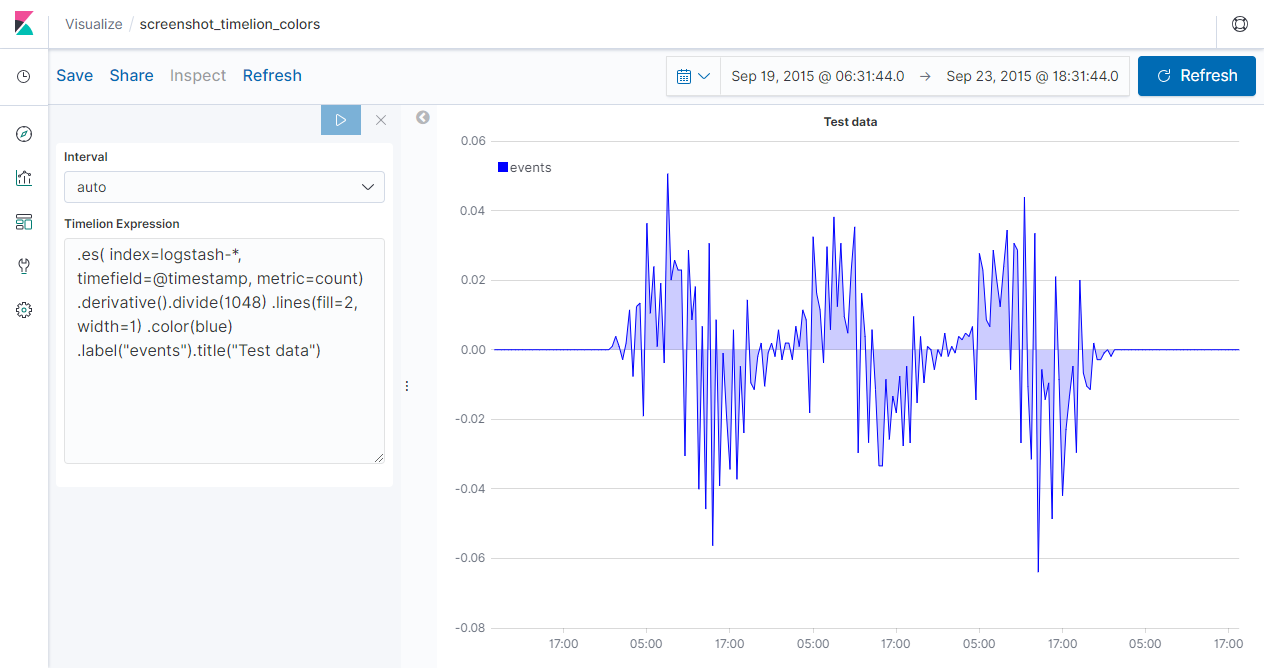 Visualize / screenshot_timelion_colors
Save Share Inspect Refresh
Sep 19, 2015 @ 06:31:44.0 → Sep 23, 2015 @ 18:31:44.0
Refresh
Interval
auto
Timelion Expression
.es( index=logstash-*,
timefield=@timestamp, metric=count)
.derivative().divide(1048) .lines(fill=2,
width=1) .color(blue)
.label("events").title("Test data")
Test data
events
0.06
0.04
0.02
0.00
-0.02
-0.04
-0.06
-0.08
17:00 05:00 17:00 05:00 17:00 05:00 17:00 05:00 17:00